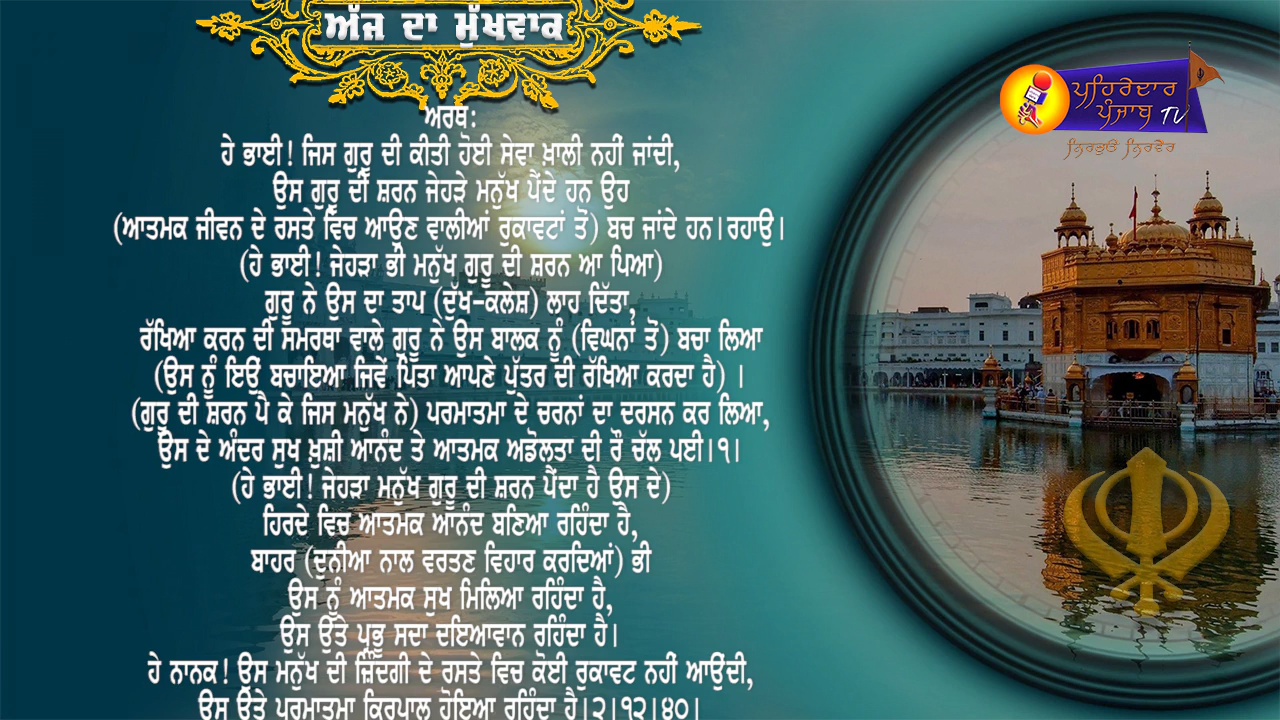 ਅੱਜ ਦਾ ਮੁੱਖਵਾਕ
ਪਹਿਰੇਦਾਰ
ਪੰਜਾਬ TV
ਨਿਰਭਉ ਨਿਰਵੈਰ
ਅਰਥ:
ਹੇ ਭਾਈ! ਜਿਸ ਗੁਰੂ ਦੀ ਕੀਤੀ ਹੋਈ ਸੇਵਾ ਖ਼ਾਲੀ ਨਹੀਂ ਜਾਂਦੀ,
ਉਸ ਗੁਰੂ ਦੀ ਸ਼ਰਨ ਜੇਹੜੇ ਮਨੁੱਖ ਪੈਂਦੇ ਹਨ ਉਹ
(ਆਤਮਕ ਜੀਵਨ ਦੇ ਰਸਤੇ ਵਿੱਚ ਆਉਣ ਵਾਲੀਆਂ ਰੁਕਾਵਟਾਂ ਤੋਂ) ਬਚ ਜਾਂਦੇ ਹਨ।ਰਹਾਉ।
(ਹੇ ਭਾਈ! ਜੇਹੜਾ ਭੀ ਮਨੁੱਖ ਗੁਰੂ ਦੀ ਸ਼ਰਨ ਆ ਪਿਆ)
ਗੁਰੂ ਨੇ ਉਸ ਦਾ ਤਾਪ (ਦੁੱਖ-ਕਲੇਸ਼) ਲਾਹ ਦਿੱਤਾ,
ਰੱਖਿਆ ਕਰਨ ਦੀ ਸਮਰਥਾ ਵਾਲੇ ਗੁਰੂ ਨੇ ਉਸ ਬਾਲਕ ਨੂੰ (ਵਿਘਨਾਂ ਤੋਂ) ਬਚਾ ਲਿਆ
(ਉਸ ਨੂੰ ਇਉਂ ਬਚਾਇਆ ਜਿਵੇਂ ਪਿਤਾ ਆਪਣੇ ਪੁੱਤਰ ਦੀ ਰੱਖਿਆ ਕਰਦਾ ਹੈ) ।
(ਗੁਰੂ ਦੀ ਸ਼ਰਨ ਪੈ ਕੇ ਜਿਸ ਮਨੁੱਖ ਨੇ) ਪਰਮਾਤਮਾ ਦੇ ਚਰਨਾਂ ਦਾ ਦਰਸਨ ਕਰ ਲਿਆ,
ਉਸ ਦੇ ਅੰਦਰ ਸੁਖ ਖ਼ੁਸ਼ੀ ਆਨੰਦ ਤੇ ਆਤਮਕ ਅਡੋਲਤਾ ਦੀ ਰੌ ਚੱਲ ਪਈ।੧।
(ਹੇ ਭਾਈ! ਜੇਹੜਾ ਮਨੁੱਖ ਗੁਰੂ ਦੀ ਸ਼ਰਨ ਪੈਂਦਾ ਹੈ ਉਸ ਦੇ)
ਹਿਰਦੇ ਵਿਚ ਆਤਮਕ ਆਨੰਦ ਬਣਿਆ ਰਹਿੰਦਾ ਹੈ,
ਬਾਹਰ (ਦੁਨੀਆ ਨਾਲ ਵਰਤਣ ਵਿਹਾਰ ਕਰਦਿਆਂ) ਭੀ
ਉਸ ਨੂੰ ਆਤਮਕ ਸੁਖ ਮਿਲਿਆ ਰਹਿੰਦਾ ਹੈ,
ਉਸ ਉੱਤੇ ਪ੍ਰਭੂ ਸਦਾ ਦਇਆਵਾਨ ਰਹਿੰਦਾ ਹੈ।
ਹੇ ਨਾਨਕ! ਉਸ ਮਨੁੱਖ ਦੀ ਜ਼ਿੰਦਗੀ ਦੇ ਰਸਤੇ ਵਿਚ ਕੋਈ ਰੁਕਾਵਟ ਨਹੀਂ ਆਉਂਦੀ,
ਉਸ ਉੱਤੇ ਪਰਮਾਤਮਾ ਕਿਰਪਾਲ ਹੋਇਆ ਰਹਿੰਦਾ ਹੈ।੨।੧੨।੪੦।